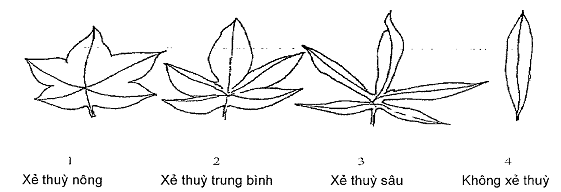 1 2 3 4
Xẻ thuỳ nông Xẻ thuỳ trung bình Xẻ thuỳ sâu Không xẻ thuỳ